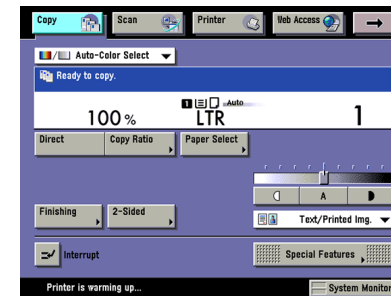 Copy
Scan
Printer
Web Access
Auto-Color Select
Ready to copy.
100 %
1 Auto
LTR
1
Direct
Copy Ratio
Paper Select
A
Finishing
2-Sided
Text/Printed Img.
Interrupt
Special Features
Printer is warming up...
System Monitor